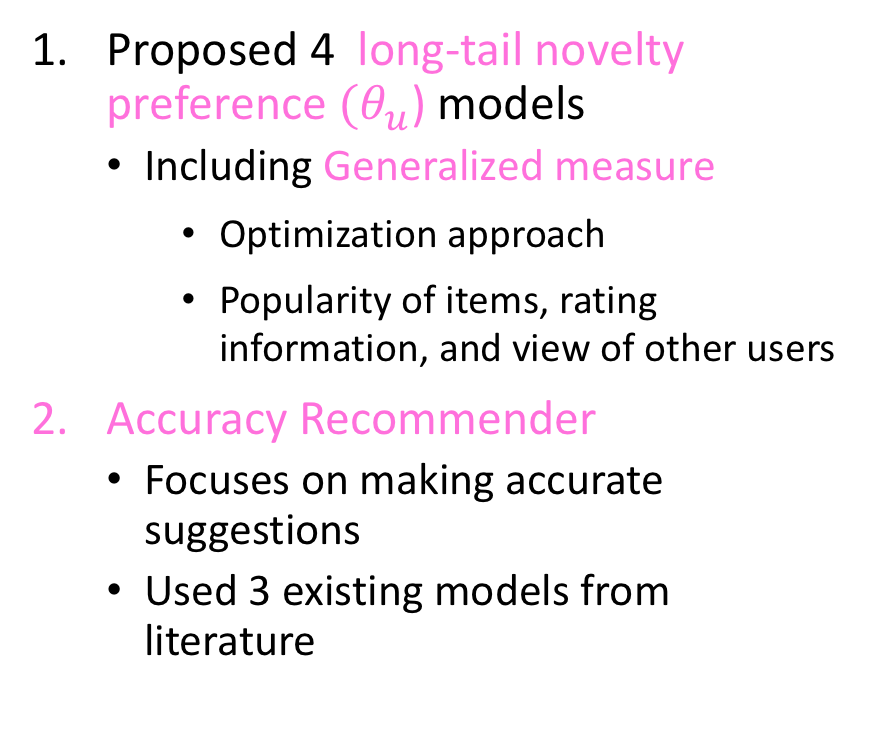 1. Proposed 4 long-tail novelty
preference (θᵤ) models
• Including Generalized measure
• Optimization approach
• Popularity of items, rating
information, and view of other users
2. Accuracy Recommender
• Focuses on making accurate
suggestions
• Used 3 existing models from
literature